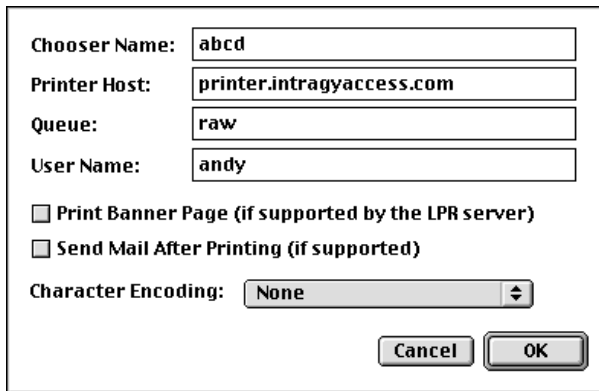 Chooser Name: abcd
Printer Host: printer.intragyaccess.com
Queue: raw
User Name: andy
Print Banner Page (if supported by the LPR server)
Send Mail After Printing (if supported)
Character Encoding: None
Cancel OK